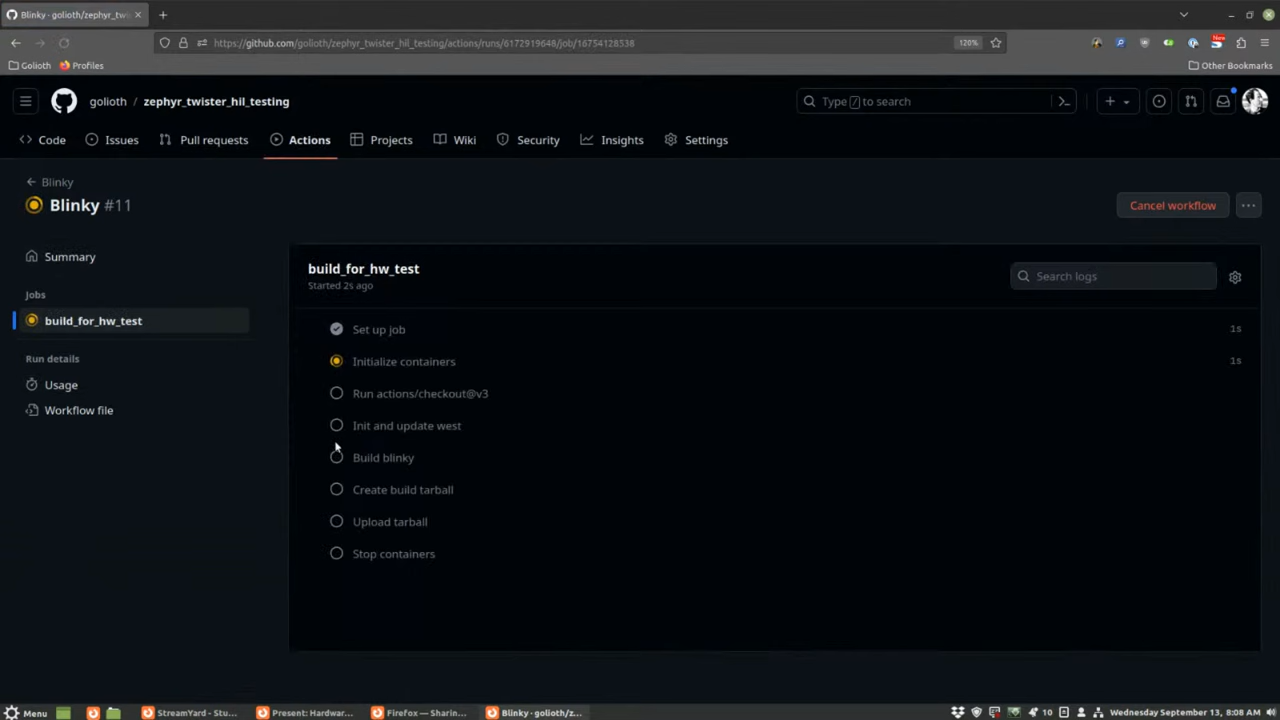 Blinky · golioth/zephyr_twi
https://github.com/golioth/zephyr_twister_hil_testing/actions/runs/6172919648/job/16754128538
120%
New
Golioth
Profiles
Other Bookmarks
golioth / zephyr_twister_hil_testing
Type / to search
Code
Issues
Pull requests
Actions
Projects
Wiki
Security
Insights
Settings
Blinky
Blinky #11
Cancel workflow
Summary
Jobs
build_for_hw_test
Run details
Usage
Workflow file
build_for_hw_test
Started 2s ago
Search logs
Set up job
1s
Initialize containers
1s
Run actions/checkout@v3
Init and update west
Build blinky
Create build tarball
Upload tarball
Stop containers
Menu
StreamYard - Stu...
Present: Hardwar...
Firefox — Sharin...
Blinky · golioth/z...
10
Wednesday September 13, 8:08 AM